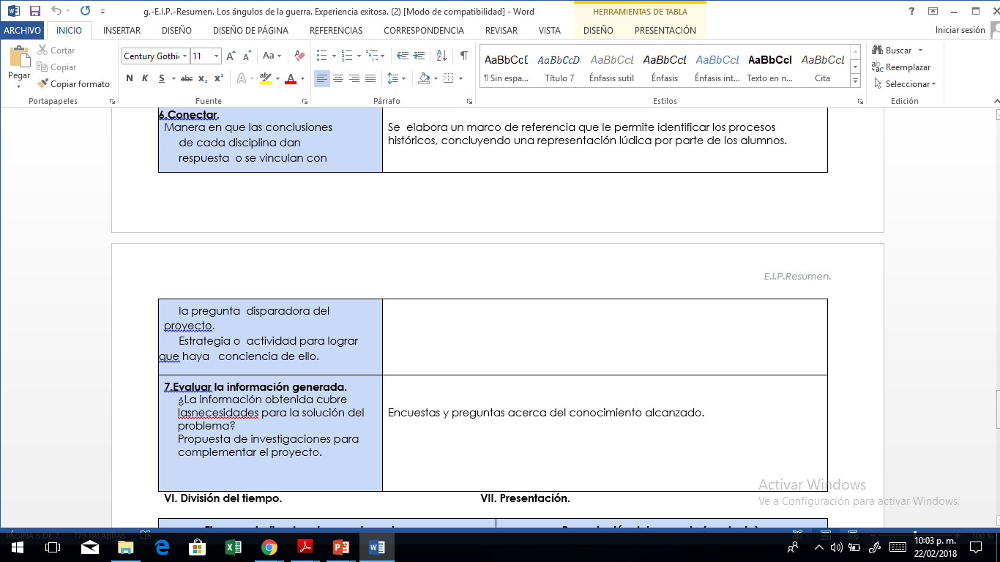 g.-E.I.P.-Resumen. Los ángulos de la guerra. Experiencia exitosa. (2) [Modo de compatibilidad] - Word
HERRAMIENTAS DE TABLA
ARCHIVO INICIO INSERTAR DISEÑO DISEÑO DE PÁGINA REFERENCIAS CORRESPONDENCIA REVISAR VISTA DISEÑO PRESENTACIÓN Iniciar sesión
Pegar
Cortar
Copiar
Copiar formato
Portapapeles
Century Gothi 11
N K S abc x₂ x²
Fuente
Párrafo
AaBbCcD AaBbCcD AaBbCcl AaBbCcl AaBbCcl AaBbCcl AaBbCcl
¶ Sin espa... Título 7 Énfasis sutil Énfasis Énfasis int... Texto en n... Cita
Estilos
Buscar
Reemplazar
Seleccionar
Edición
6.Conectar.
Manera en que las conclusiones
de cada disciplina dan
respuesta o se vinculan con
Se elabora un marco de referencia que le permite identificar los procesos
históricos, concluyendo una representación lúdica por parte de los alumnos.
E.I.P.Resumen.
la pregunta disparadora del
proyecto.
Estrategia o actividad para lograr
que haya conciencia de ello.
7.Evaluar la información generada.
¿La información obtenida cubre
lasnecesidades para la solución del
problema?
Propuesta de investigaciones para
complementar el proyecto.
Encuestas y preguntas acerca del conocimiento alcanzado.
VI. División del tiempo. VII. Presentación.
Activar Windows
Ve a Configuración para activar Windows.
PÁGINA 5 DE 7 779 PALABRAS 100 %
10:03 p. m.
22/02/2018